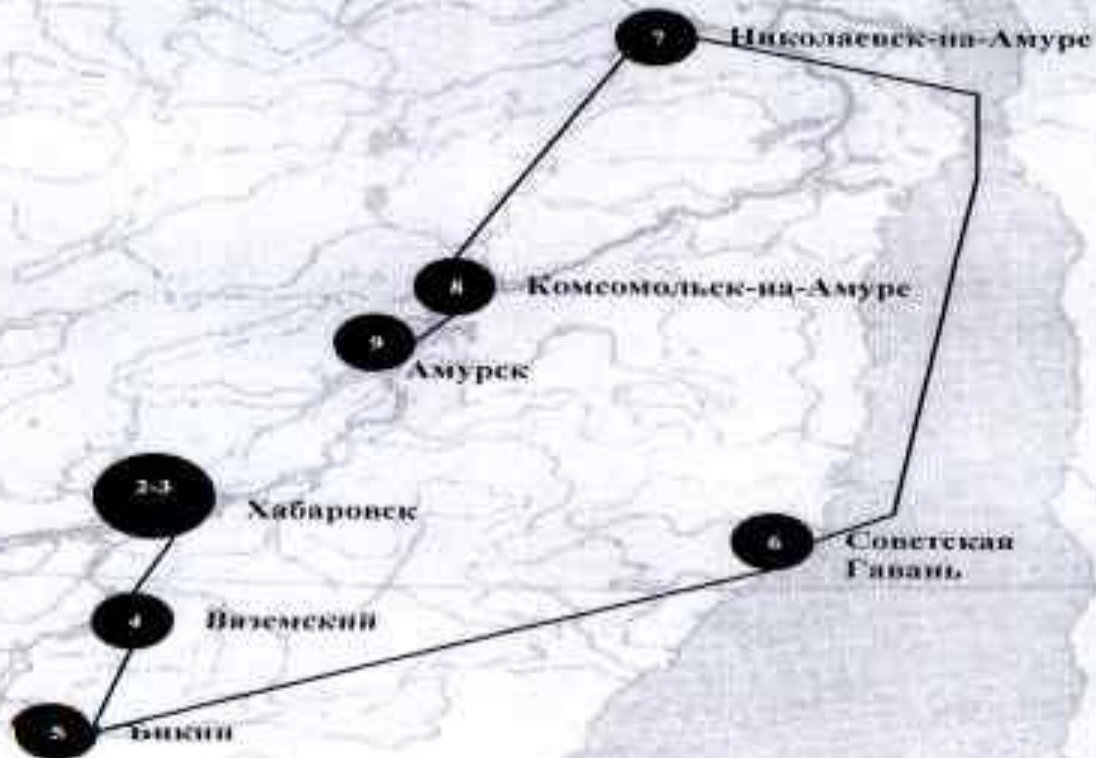 7 Николаевск-на-Амуре
8 Комсомольск-на-Амуре
9
Амурск
2-3
Хабаровск
6 Советская
Гавань
4 Вяземский
5 Бикин